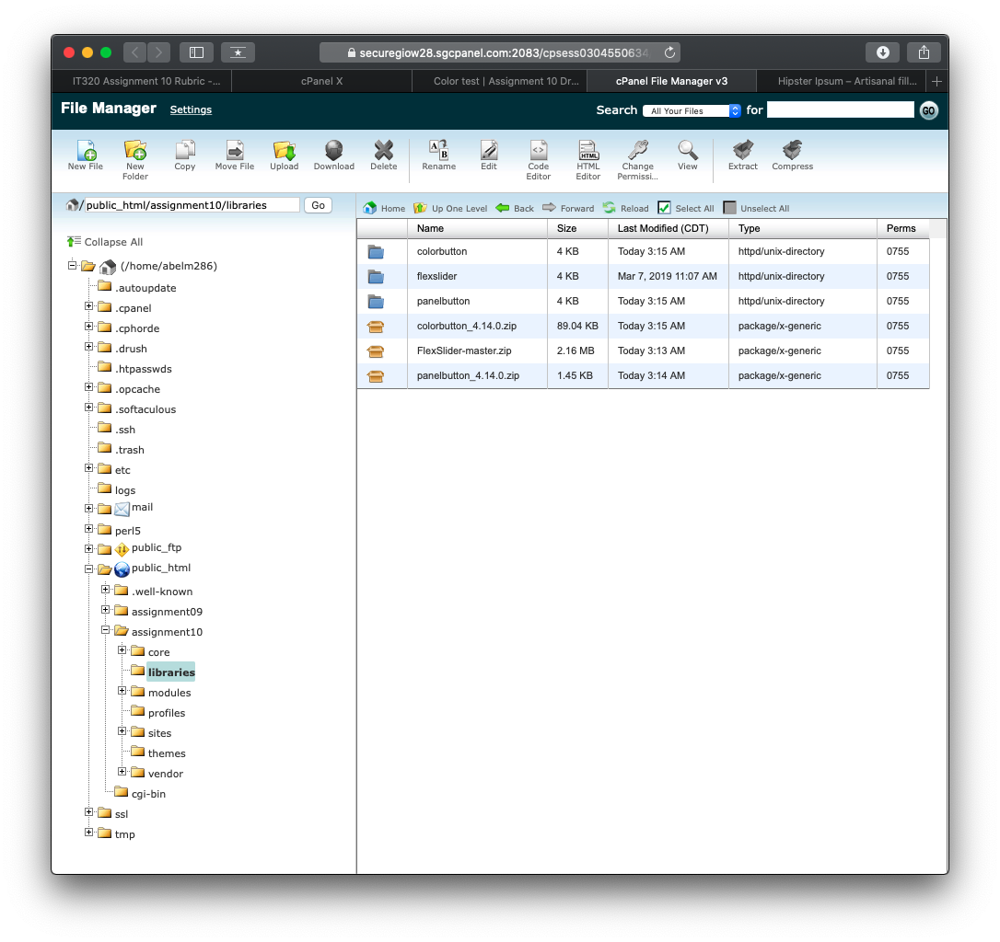 securegiow28.sgcpanel.com:2083/cpsess030455063
IT320 Assignment 10 Rubric -...
cPanel X
Color test | Assignment 10 Dr...
cPanel File Manager v3
Hipster Ipsum – Artisanal fill...
File Manager
Settings
Search
All Your Files
for
GO
New File
New Folder
Copy
Move File
Upload
Download
Delete
Rename
Edit
Code Editor
HTML Editor
Change Permissi...
View
Extract
Compress
/ public_html/assignment10/libraries
Go
Home
Up One Level
Back
Forward
Reload
Select All
Unselect All
Collapse All
(/home/abelm286)
.autoupdate
.cpanel
.cphorde
.drush
.htpasswds
.opcache
.softaculous
.ssh
.trash
etc
logs
mail
perl5
public_ftp
public_html
.well-known
assignment09
assignment10
core
libraries
modules
profiles
sites
themes
vendor
cgi-bin
ssl
tmp
Name Size Last Modified (CDT) Type Perms
colorbutton 4 KB Today 3:15 AM httpd/unix-directory 0755
flexslider 4 KB Mar 7, 2019 11:07 AM httpd/unix-directory 0755
panelbutton 4 KB Today 3:15 AM httpd/unix-directory 0755
colorbutton_4.14.0.zip 89.04 KB Today 3:15 AM package/x-generic 0755
FlexSlider-master.zip 2.16 MB Today 3:13 AM package/x-generic 0755
panelbutton_4.14.0.zip 1.45 KB Today 3:14 AM package/x-generic 0755